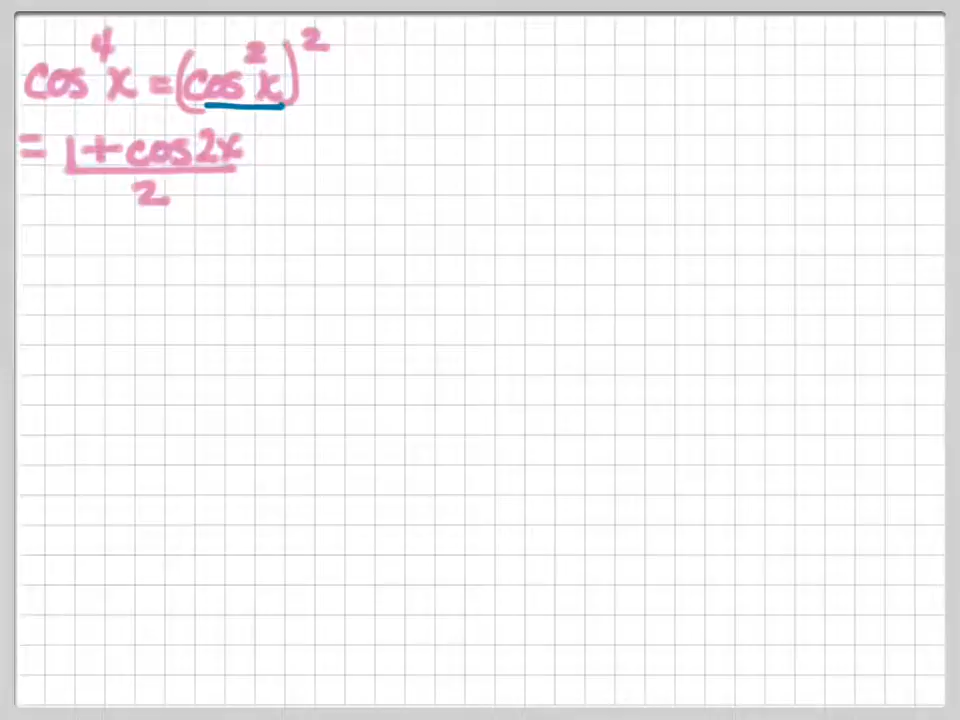 cos⁴x = (cos²x)²
= 1 + cos2x
2